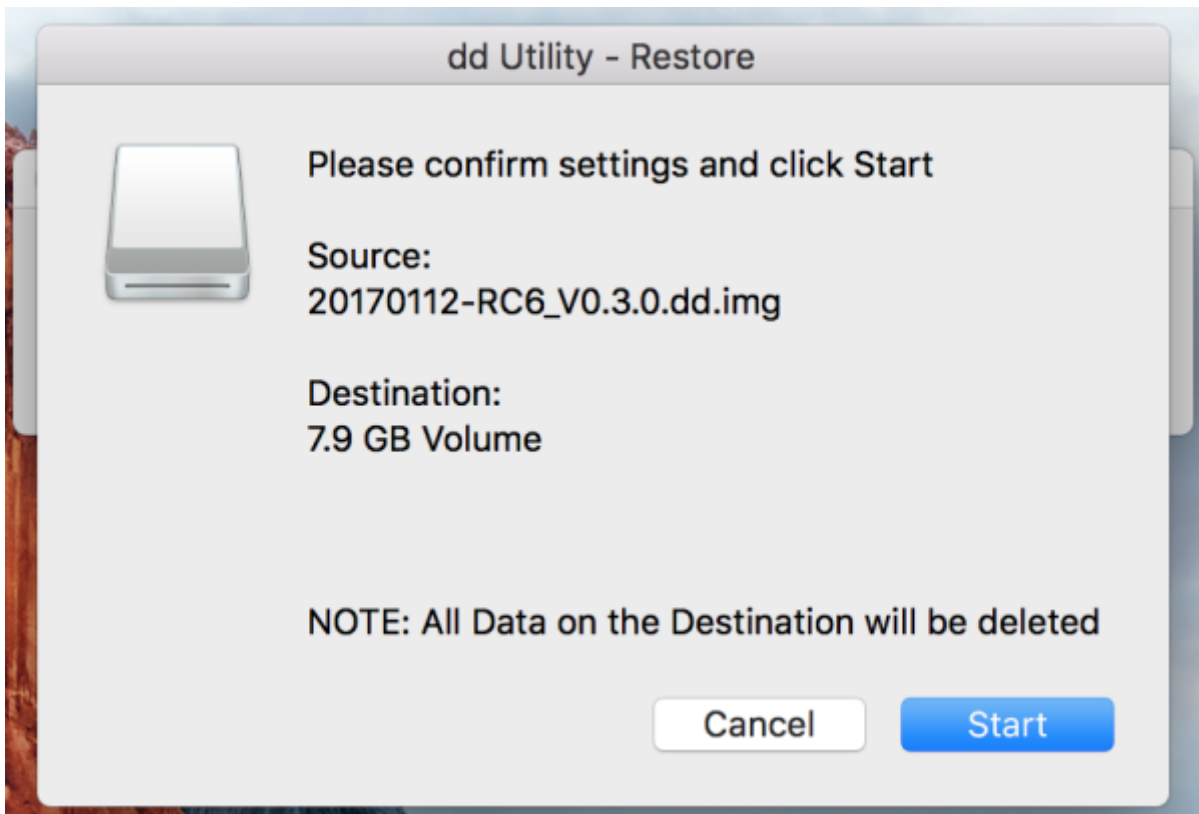 dd Utility - Restore
Please confirm settings and click Start
Source:
20170112-RC6_V0.3.0.dd.img
Destination:
7.9 GB Volume
NOTE: All Data on the Destination will be deleted
Cancel
Start